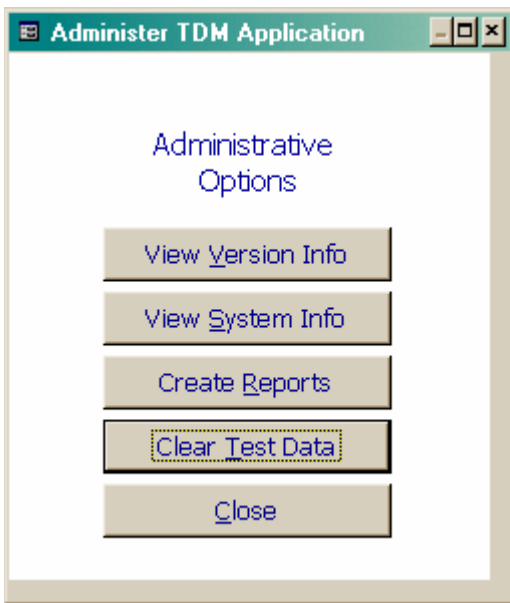 Administer TDM Application
Administrative
Options
View Version Info
View System Info
Create Reports
Clear Test Data
Close